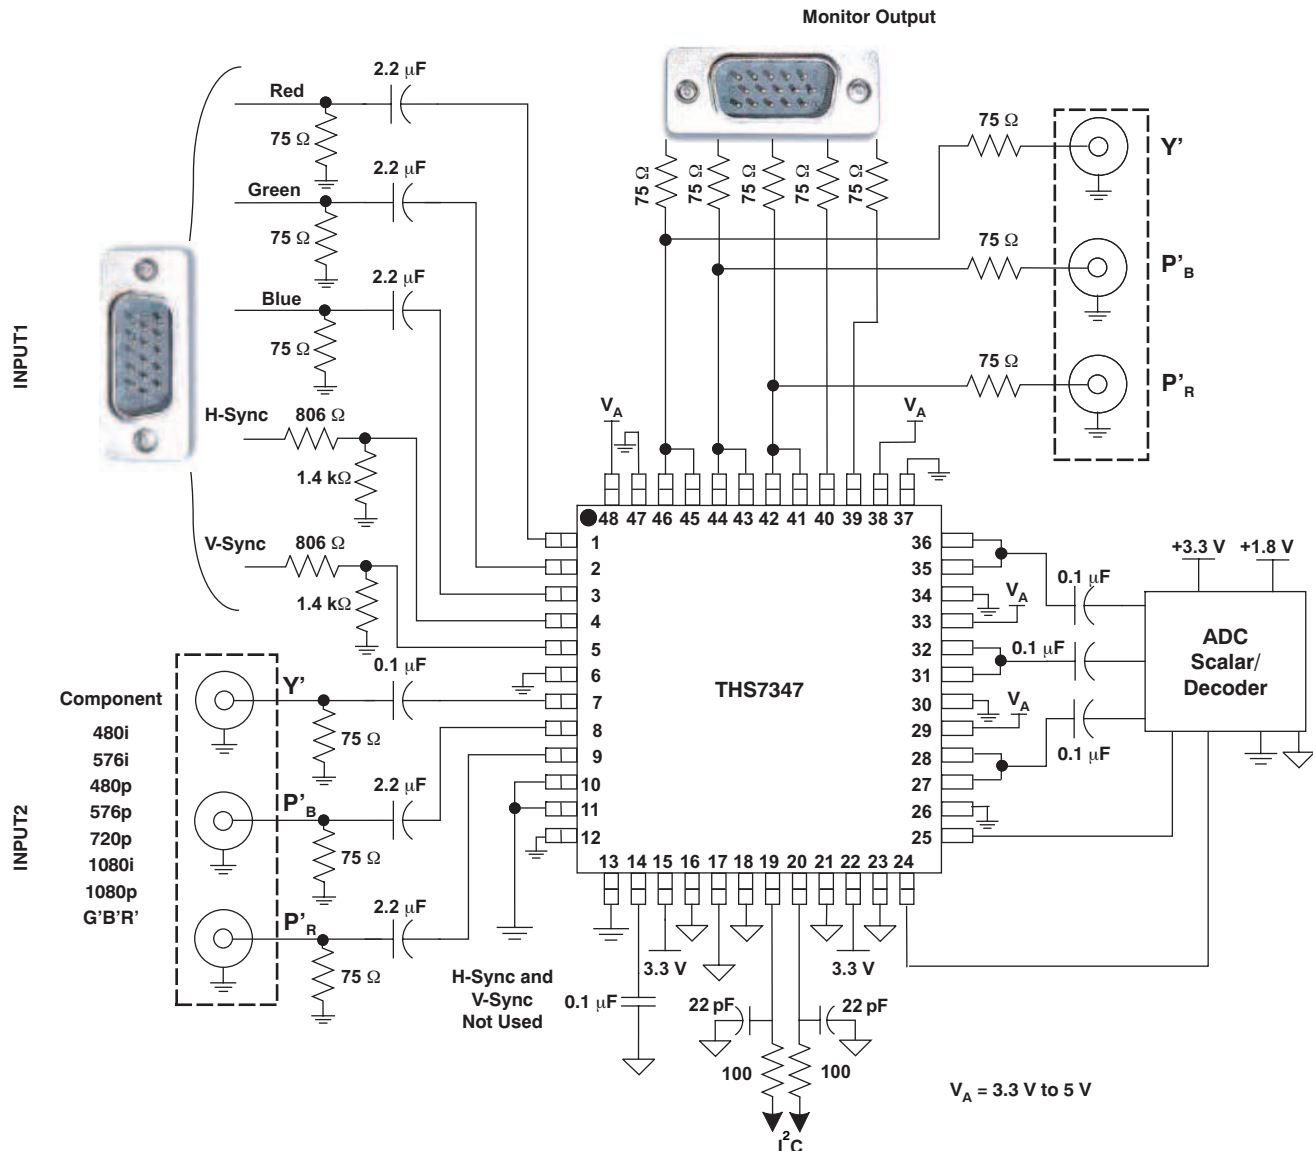 Monitor Output
INPUT1
Red
2.2 μF
75 Ω
Green
2.2 μF
75 Ω
Blue
2.2 μF
75 Ω
H-Sync
806 Ω
1.4 kΩ
V-Sync
806 Ω
1.4 kΩ
75 Ω
75 Ω
75 Ω
75 Ω
75 Ω
75 Ω
Y'
75 Ω
P'B
75 Ω
P'R
VA
VA
48 47 46 45 44 43 42 41 40 39 38 37
1
2
3
4
5
6
7
8
9
10
11
12
THS7347
36
35
34
33
32
31
30
29
28
27
26
25
13 14 15 16 17 18 19 20 21 22 23 24
VA
VA
0.1 μF
0.1 μF
0.1 μF
+3.3 V
+1.8 V
ADC
Scalar/
Decoder
INPUT2
Component
480i
576i
480p
576p
720p
1080i
1080p
G'B'R'
Y'
0.1 μF
75 Ω
P'B
2.2 μF
75 Ω
P'R
2.2 μF
75 Ω
H-Sync and
V-Sync
Not Used
0.1 μF
3.3 V
3.3 V
22 pF
22 pF
100
100
I2C
VA = 3.3 V to 5 V